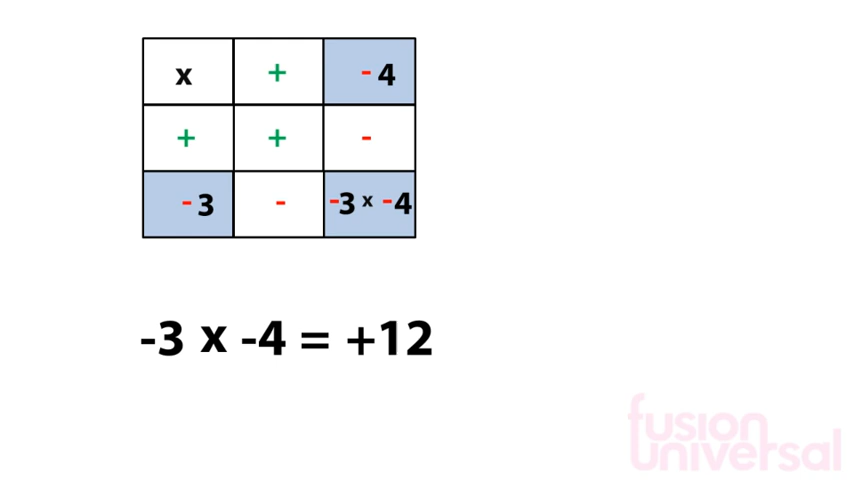 x + - 4
+ + -
- 3 - -3 x -4
-3 x -4 = +12
fusion
universal